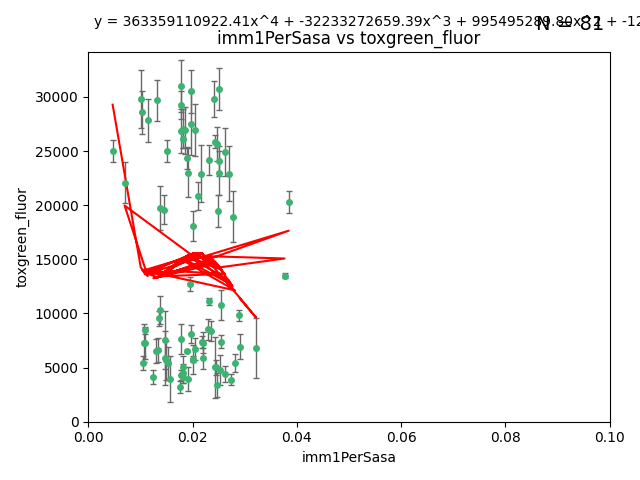 y = 363359110922.41x^4 + -32233272659.39x^3 + 995495289.80x^2 + -12
N = 81
imm1PerSasa vs toxgreen_fluor
30000
25000
20000
15000
10000
5000
0
toxgreen_fluor
0.00 0.02 0.04 0.06 0.08 0.10
imm1PerSasa